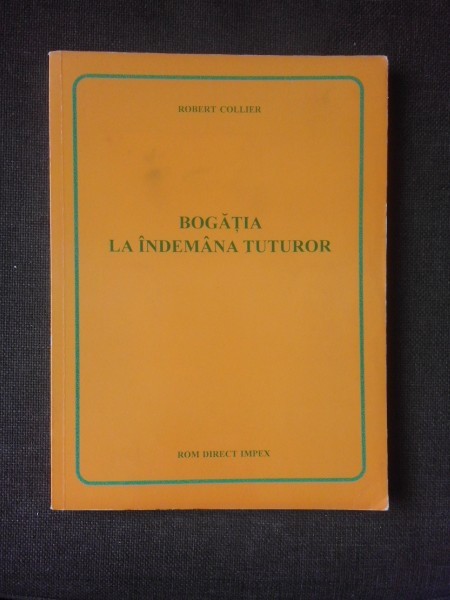 ROBERT COLLIER
BOGĂȚIA
LA ÎNDEMÂNA TUTUROR
ROM DIRECT IMPEX